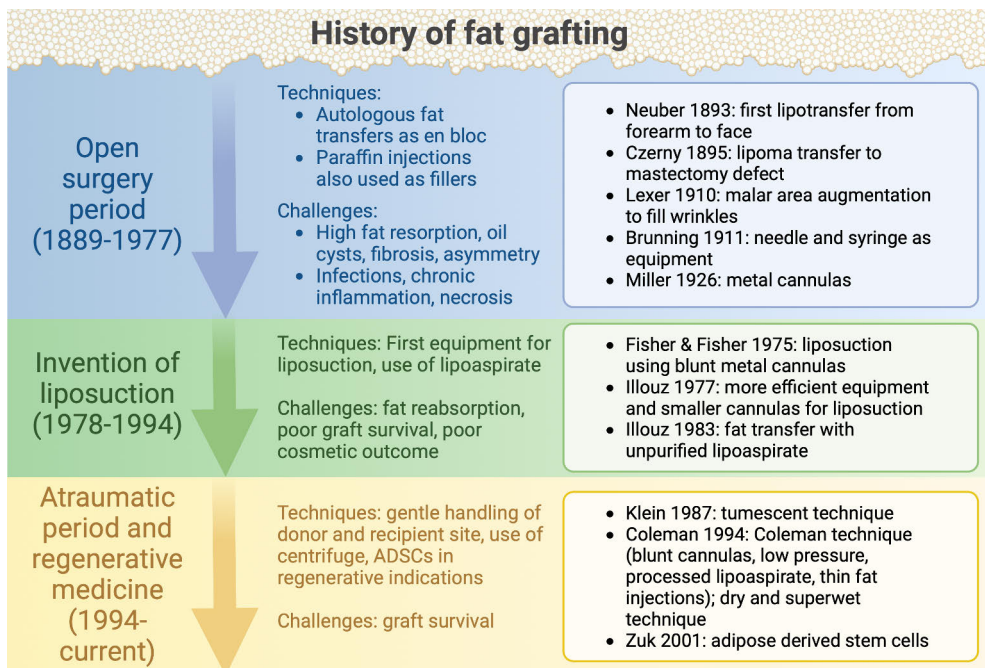 History of fat grafting
Open
surgery
period
(1889-1977)
Techniques:
• Autologous fat
transfers as en bloc
• Paraffin injections
also used as fillers
Challenges:
• High fat resorption, oil
cysts, fibrosis, asymmetry
• Infections, chronic
inflammation, necrosis
• Neuber 1893: first lipotransfer from
forearm to face
• Czerny 1895: lipoma transfer to
mastectomy defect
• Lexer 1910: malar area augmentation
to fill wrinkles
• Brunning 1911: needle and syringe as
equipment
• Miller 1926: metal cannulas
Invention of
liposuction
(1978-1994)
Techniques: First equipment for
liposuction, use of lipoaspirate
Challenges: fat reabsorption,
poor graft survival, poor
cosmetic outcome
• Fisher & Fisher 1975: liposuction
using blunt metal cannulas
• Illouz 1977: more efficient equipment
and smaller cannulas for liposuction
• Illouz 1983: fat transfer with
unpurified lipoaspirate
Atraumatic
period and
regenerative
medicine
(1994-
current)
Techniques: gentle handling of
donor and recipient site, use of
centrifuge, ADSCs in
regenerative indications
Challenges: graft survival
• Klein 1987: tumescent technique
• Coleman 1994: Coleman technique
(blunt cannulas, low pressure,
processed lipoaspirate, thin fat
injections); dry and superwet
technique
• Zuk 2001: adipose derived stem cells